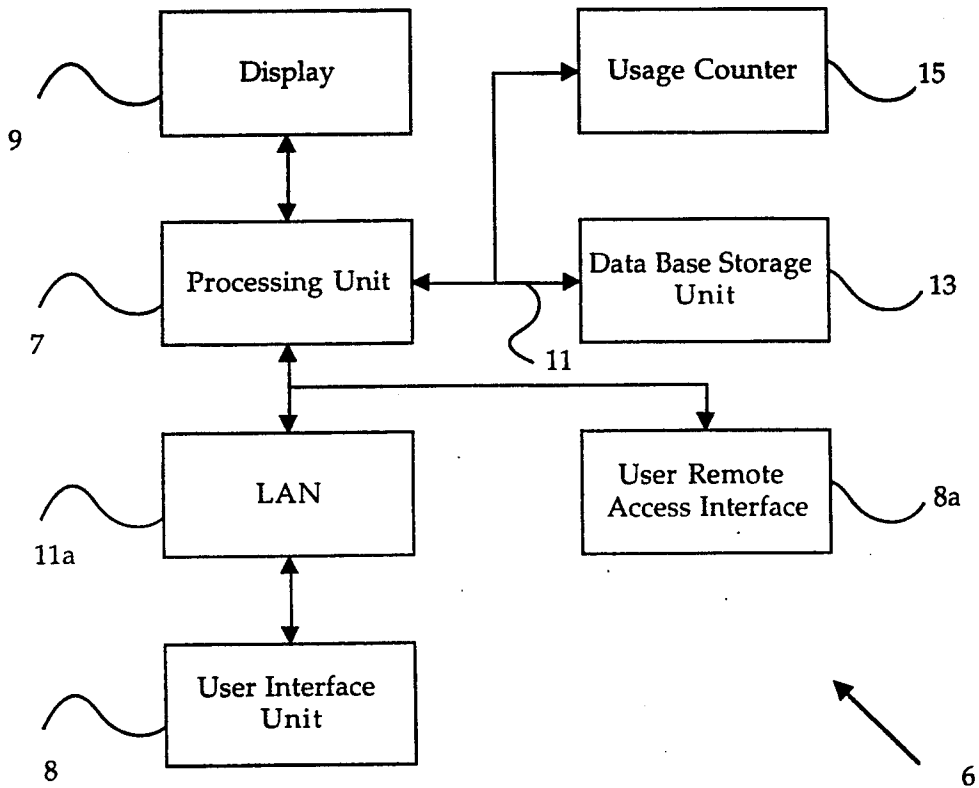 Display
Usage Counter
15
9
Processing Unit
Data Base Storage
Unit
13
7
11
LAN
User Remote
Access Interface
8a
11a
User Interface
Unit
8
6